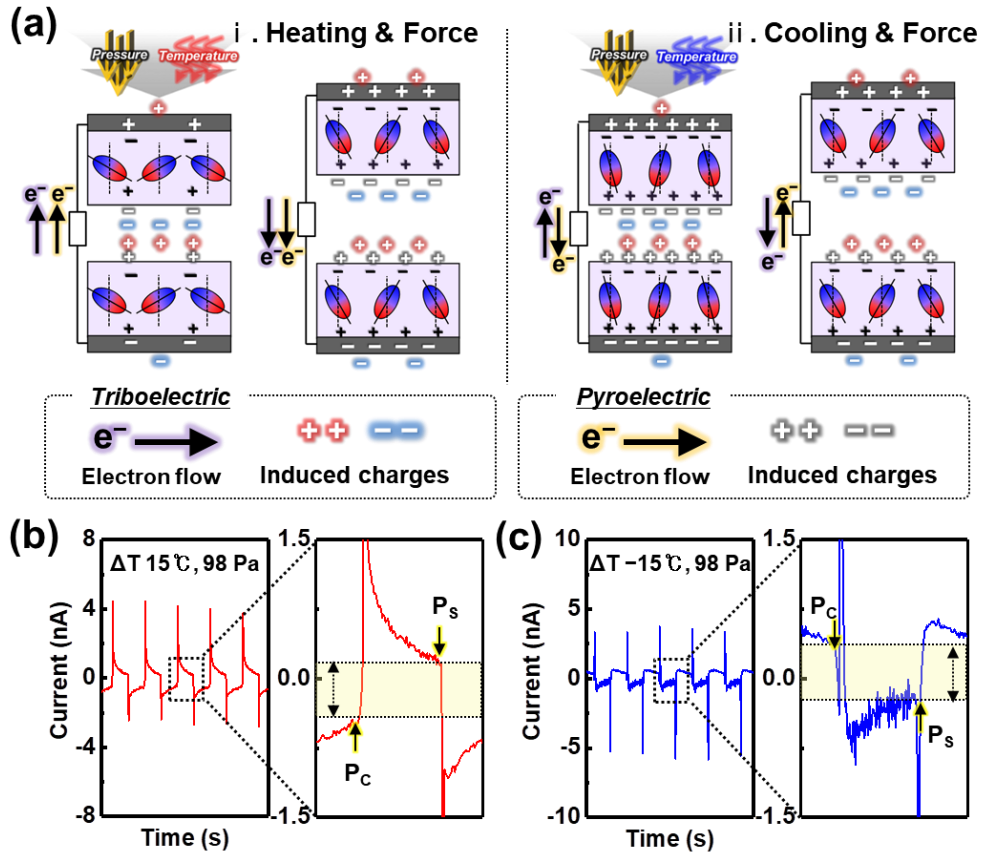 (a)
i . Heating & Force
ii . Cooling & Force
Pressure
Temperature
Pressure
Temperature
e⁻ e⁻
e⁻ e⁻
e⁻
e⁻
e⁻
e⁻
Triboelectric
e⁻
Electron flow
Induced charges
Pyroelectric
e⁻
Electron flow
Induced charges
(b)
Current (nA)
8
4
0
-4
-8
ΔT 15℃, 98 Pa
Time (s)
1.5
0.0
-1.5
P_S
P_C
(c)
Current (nA)
10
5
0
-5
-10
ΔT −15℃, 98 Pa
Time (s)
1.5
0.0
-1.5
P_C
P_S